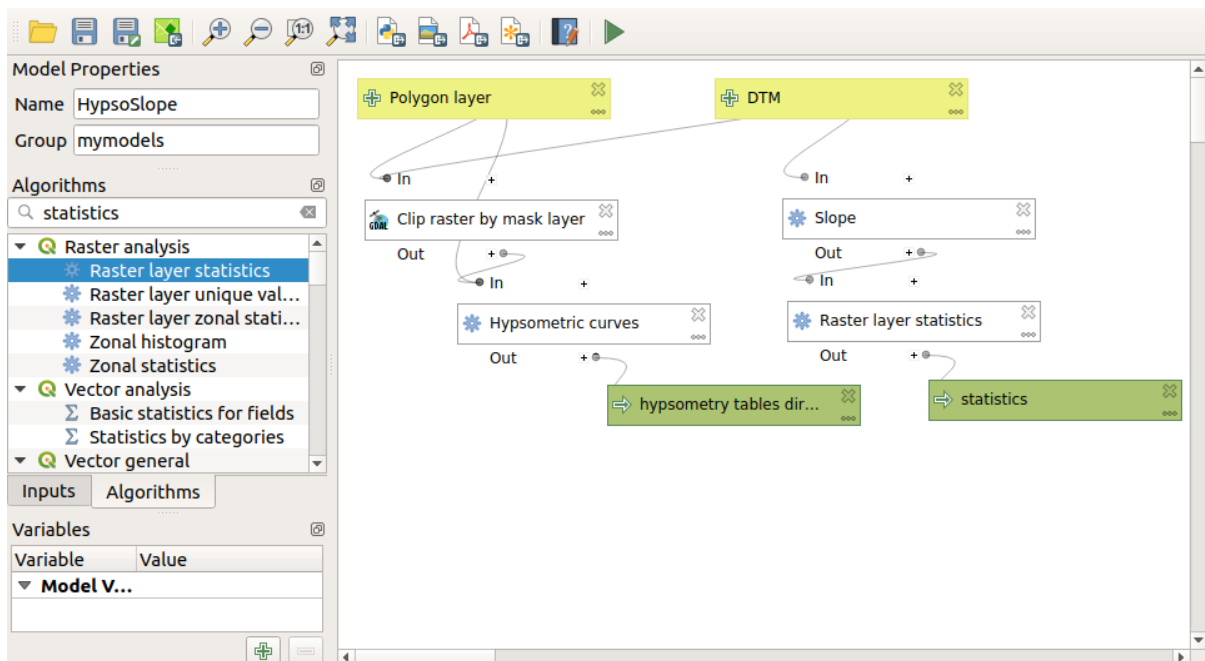 1:1
Model Properties
Name HypsoSlope
Group mymodels
Algorithms
statistics
Raster analysis
Raster layer statistics
Raster layer unique val...
Raster layer zonal stati...
Zonal histogram
Zonal statistics
Vector analysis
Σ Basic statistics for fields
Σ Statistics by categories
Vector general
Inputs Algorithms
Variables
Variable Value
Model V...
Polygon layer
DTM
In +
In +
GDAL Clip raster by mask layer
Slope
Out +
Out +
In +
In +
Hypsometric curves
Raster layer statistics
Out +
Out +
hypsometry tables dir...
statistics